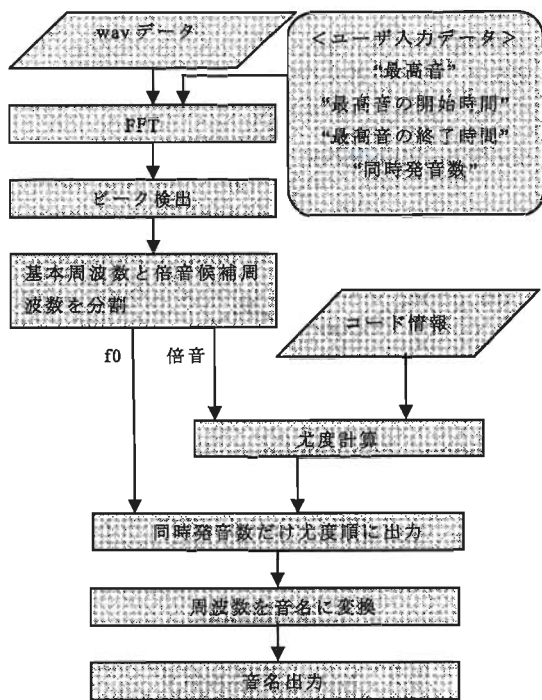 wavデータ
＜ユーザ入力データ＞
“最高音”
“最高音の開始時間”
“最高音の終了時間”
“同時発音数”
FFT
ピーク検出
基本周波数と倍音候補周
波数を分割
コード情報
f0
倍音
尤度計算
同時発音数だけ尤度順に出力
周波数を音名に変換
音名出力